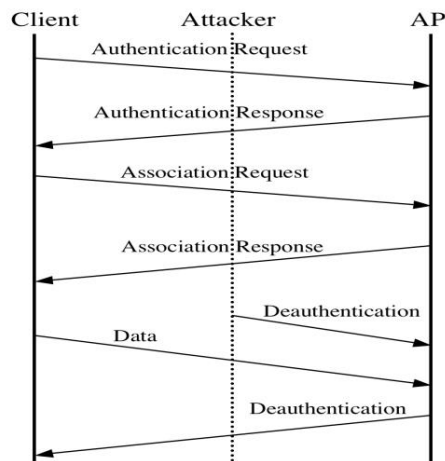 Client Attacker AP
Authentication Request
Authentication Response
Association Request
Association Response
Deauthentication
Data
Deauthentication